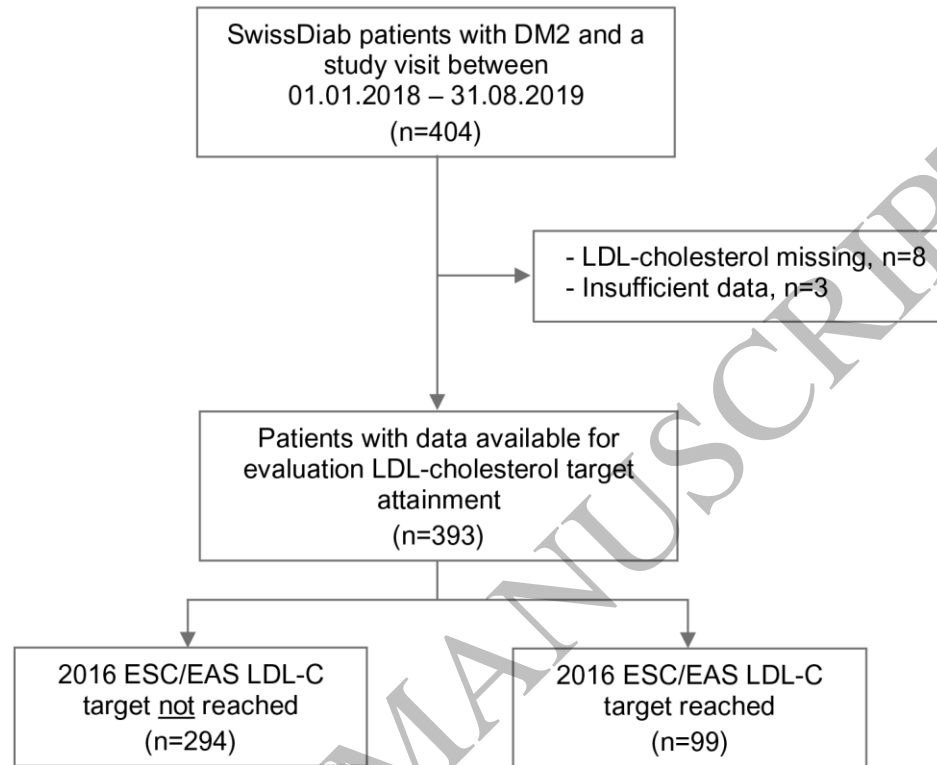 SwissDiab patients with DM2 and a
study visit between
01.01.2018 – 31.08.2019
(n=404)
- LDL-cholesterol missing, n=8
- Insufficient data, n=3
Patients with data available for
evaluation LDL-cholesterol target
attainment
(n=393)
2016 ESC/EAS LDL-C
target not reached
(n=294)
2016 ESC/EAS LDL-C
target reached
(n=99)
MANUSCRIPT